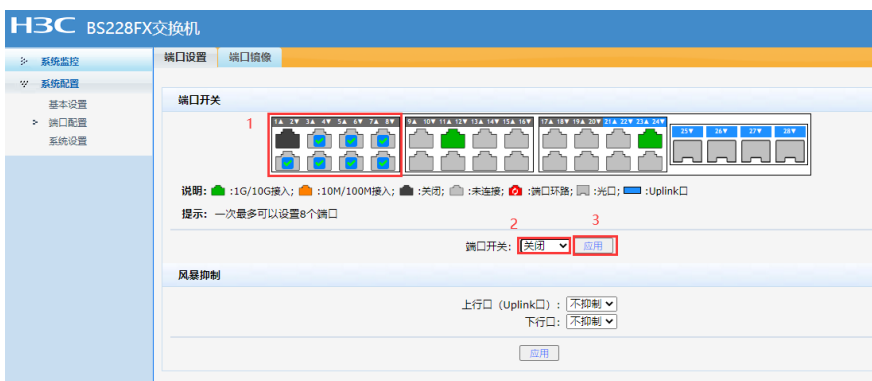 H3C BS228FX交换机
系统监控
系统配置
基本设置
端口配置
系统设置
端口设置 端口镜像
端口开关
1
1▲ 2▼ 3▲ 4▼ 5▲ 6▼ 7▲ 8▼ 9▲ 10▼ 11▲ 12▼ 13▲ 14▼ 15▲ 16▼ 17▲ 18▼ 19▲ 20▼ 21▲ 22▼ 23▲ 24▼
25▼ 26▼ 27▼ 28▼
说明: :1G/10G接入; :10M/100M接入; :关闭; :未连接; :端口环路; :光口; :Uplink口
提示: 一次最多可以设置8个端口
2 3
端口开关: 关闭 应用
风暴抑制
上行口（Uplink口）: 不抑制
下行口: 不抑制
应用